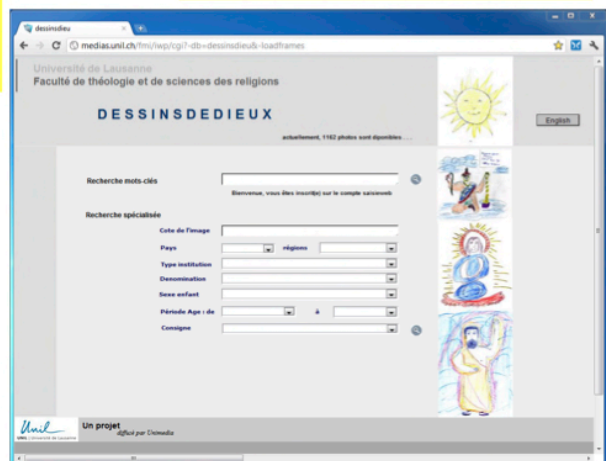 dessinsdieu
medias.unil.ch/fmi/iwp/cgi?-db=dessinsdieu&-loadframes
Université de Lausanne
Faculté de théologie et de sciences des religions
DESSINSDEDIEUX
English
actuellement, 1162 photos sont diponibles ....
Recherche mots-clés
Bienvenue, vous êtes inscrit(e) sur le compte saisieweb
Recherche spécialisée
Cote de l'image
Pays régions
Type institution
Denomination
Sexe enfant
Période Age : de à
Consigne
Unil
UNIL | Université de Lausanne
Un projet
diffusé par Unimedia